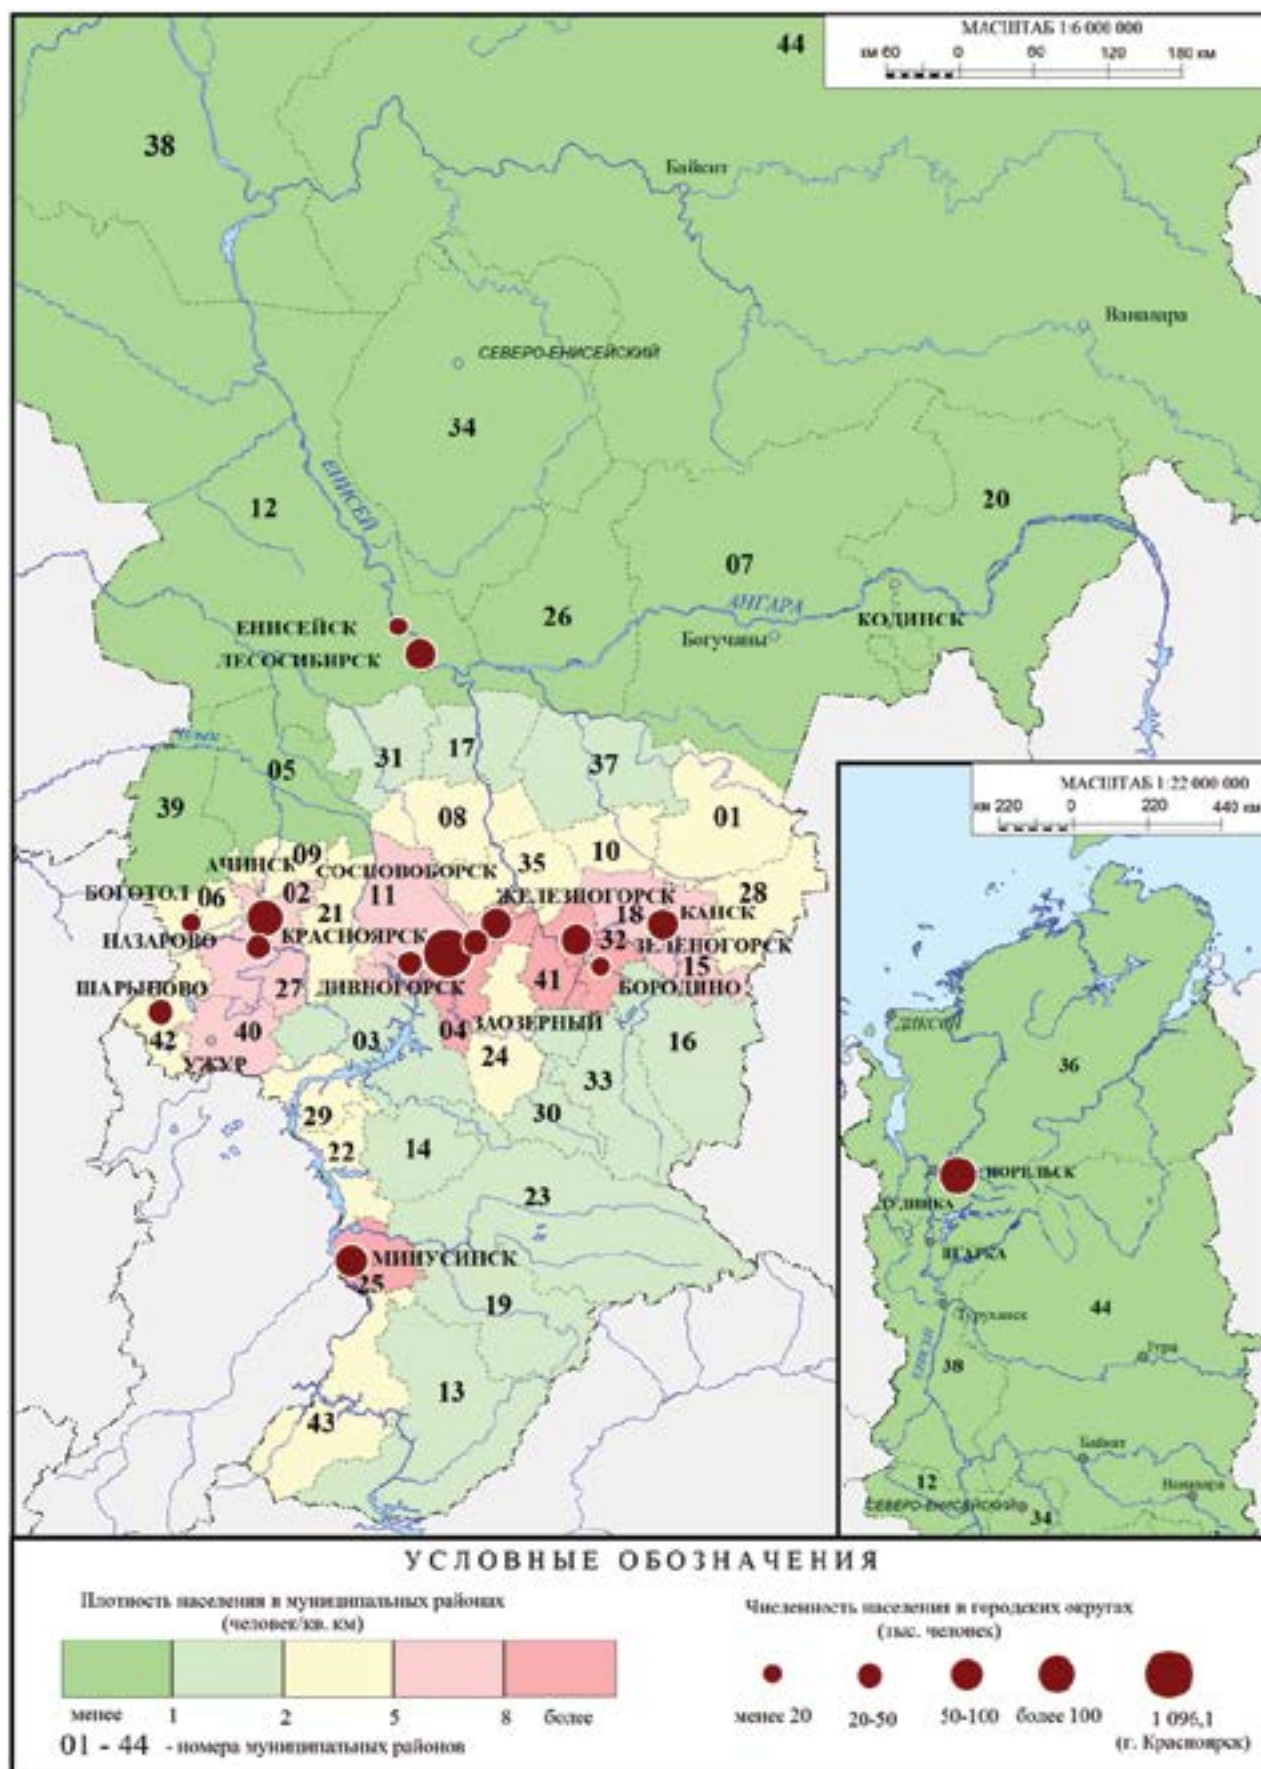 МАСШТАБ 1:6 000 000
км 60 0 60 120 180 км
44
38
Байкит
Ванавара
СЕВЕРО-ЕНИСЕЙСКИЙ
34
ЕНИСЕЙ
12
20
07
26
АНГАРА
КОДИНСК
Богучаны
ЕНИСЕЙСК
ЛЕСОСИБИРСК
31
17
37
05
39
08
01
10
35
09
АЧИНСК
СОСНОВОБОРСК
02
11
БОГОТОЛ
06
21
ЖЕЛЕЗНОГОРСК
28
18
КАНСК
НАЗАРОВО
КРАСНОЯРСК
32
ЗЕЛЕНОГОРСК
15
ШАРЫПОВО
27
ДИВНОГОРСК
41
БОРОДИНО
42
40
03
04
ЗАОЗЕРНЫЙ
16
УЖУР
24
33
29
30
22
14
23
МИНУСИНСК
25
19
13
43
МАСШТАБ 1:22 000 000
км 220 0 220 440 км
ДИКСОН
36
НОРИЛЬСК
ДУДИНКА
ИГАРКА
44
Туруханск
Тура
ЕНИСЕЙ
38
Байкит
12
Ванавара
СЕВЕРО-ЕНИСЕЙСКИЙ
34
УСЛОВНЫЕ ОБОЗНАЧЕНИЯ
Плотность населения в муниципальных районах
(человек/кв. км)
менее 1 2 5 8 более
01 - 44 - номера муниципальных районов
Численность населения в городских округах
(тыс. человек)
менее 20 20-50 50-100 более 100 1 096,1
(г. Красноярск)